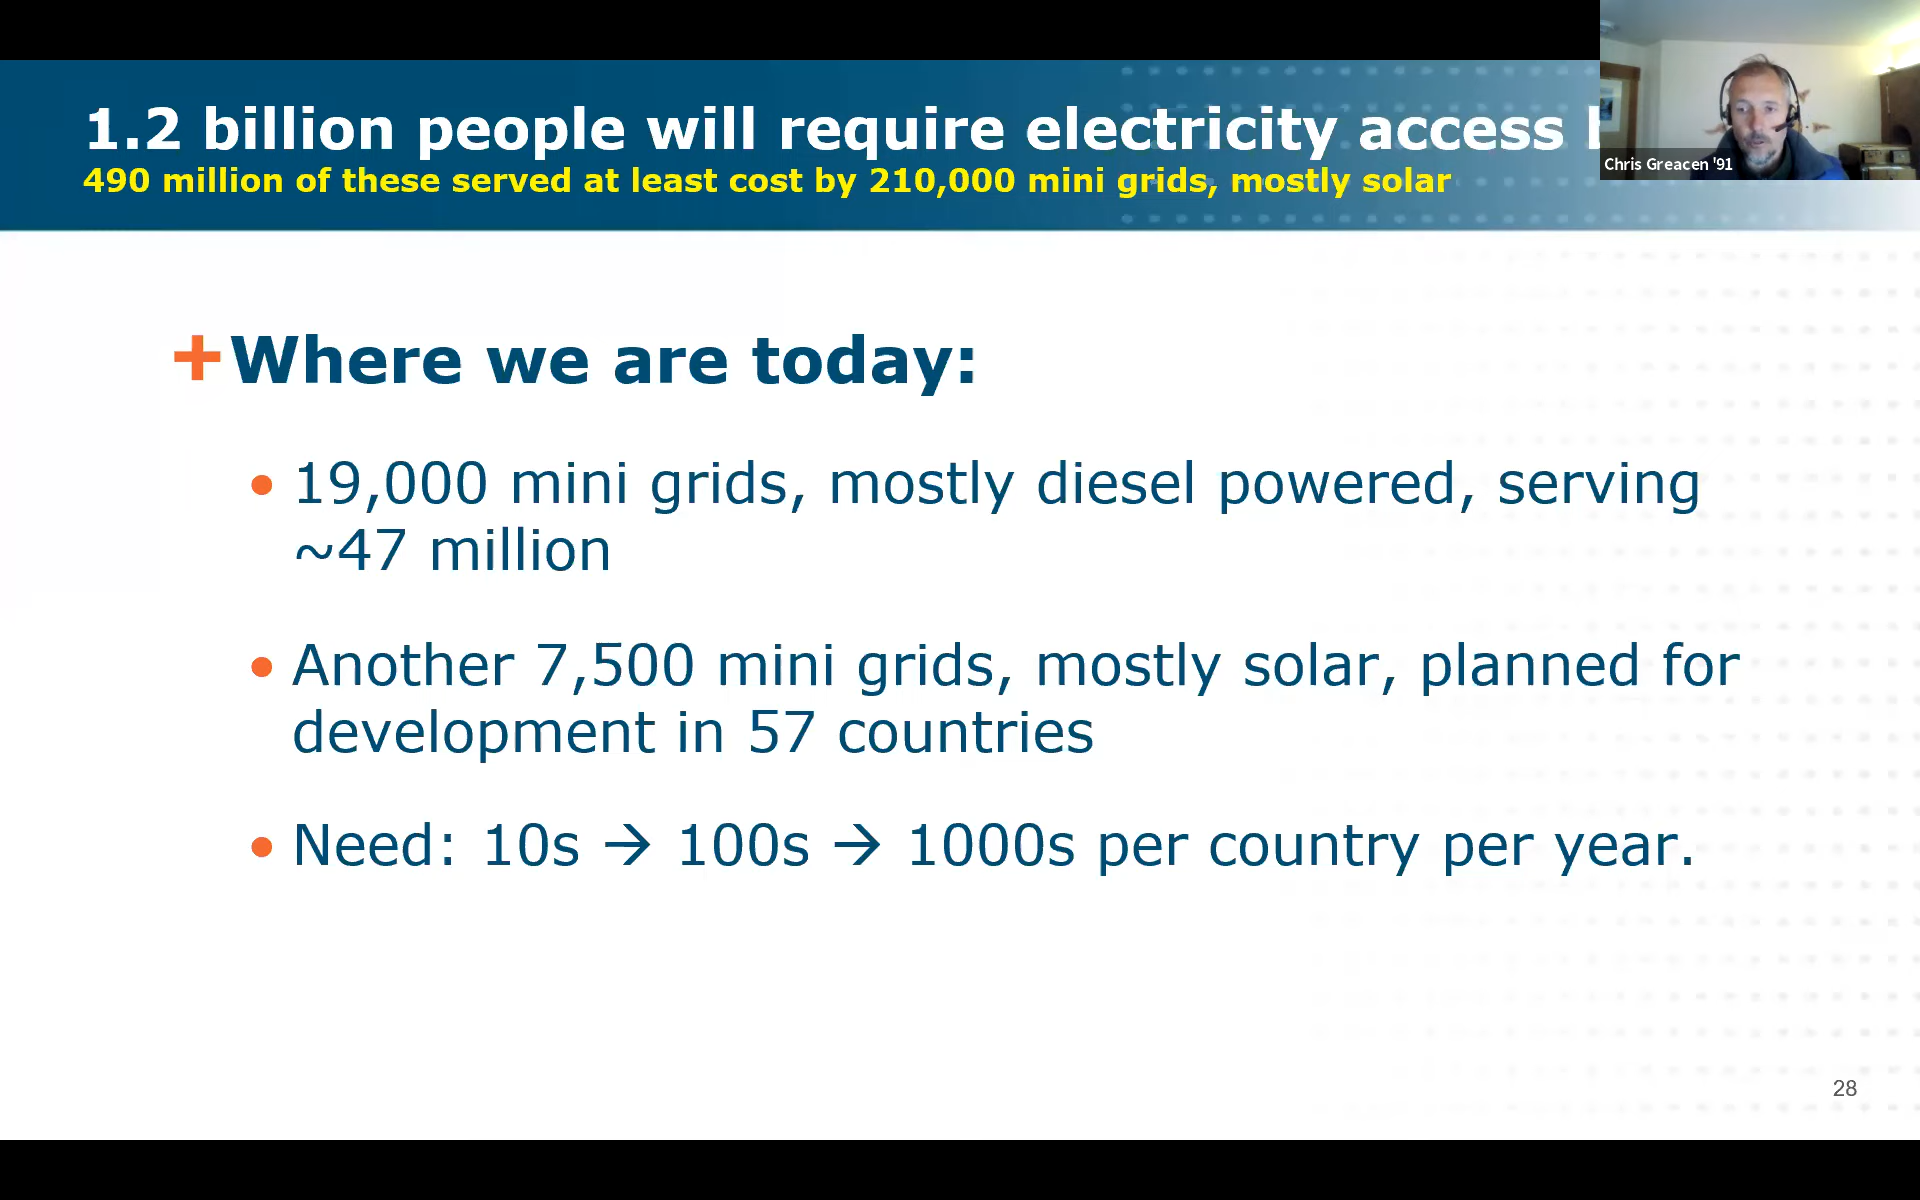 1.2 billion people will require electricity access
490 million of these served at least cost by 210,000 mini grids, mostly solar
Chris Greacen '91
+Where we are today:
• 19,000 mini grids, mostly diesel powered, serving
~47 million
• Another 7,500 mini grids, mostly solar, planned for
development in 57 countries
• Need: 10s → 100s → 1000s per country per year.
28